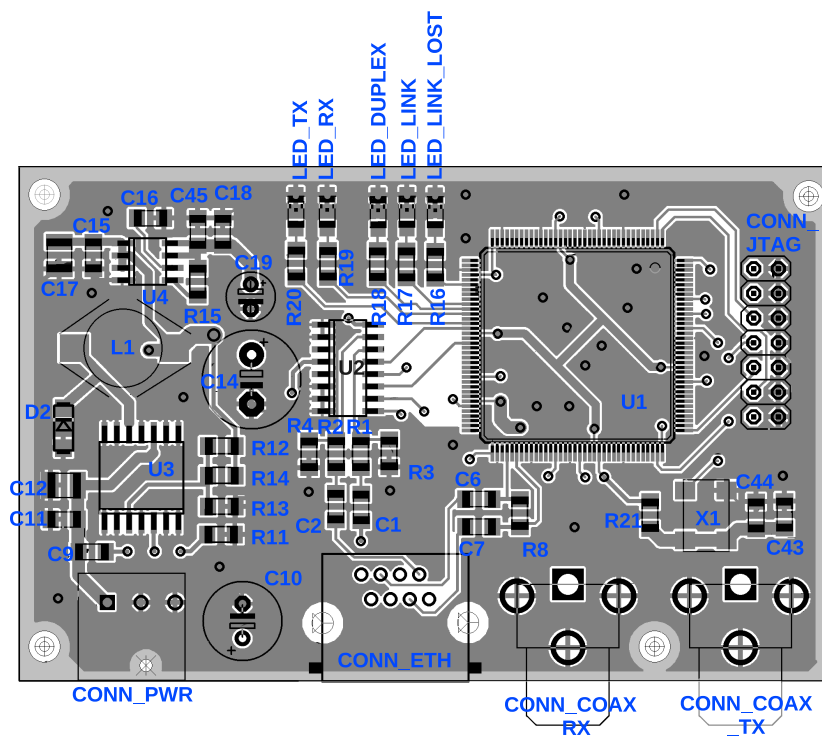 LED_TX
LED_RX
LED_DUPLEX
LED_LINK
LED_LINK_LOST
C16
C45
C18
C15
CONN_
JTAG
C19
C17
U4
R15
R20
R19
R18
R17
R16
L1
U2
C14
U1
D2
R4
R2
R1
R12
U3
R3
R14
C12
C6
C44
R13
C11
C2
C1
R21
X1
R11
C9
C7
R8
C43
C10
CONN_ETH
CONN_PWR
CONN_COAX
RX
CONN_COAX
_TX